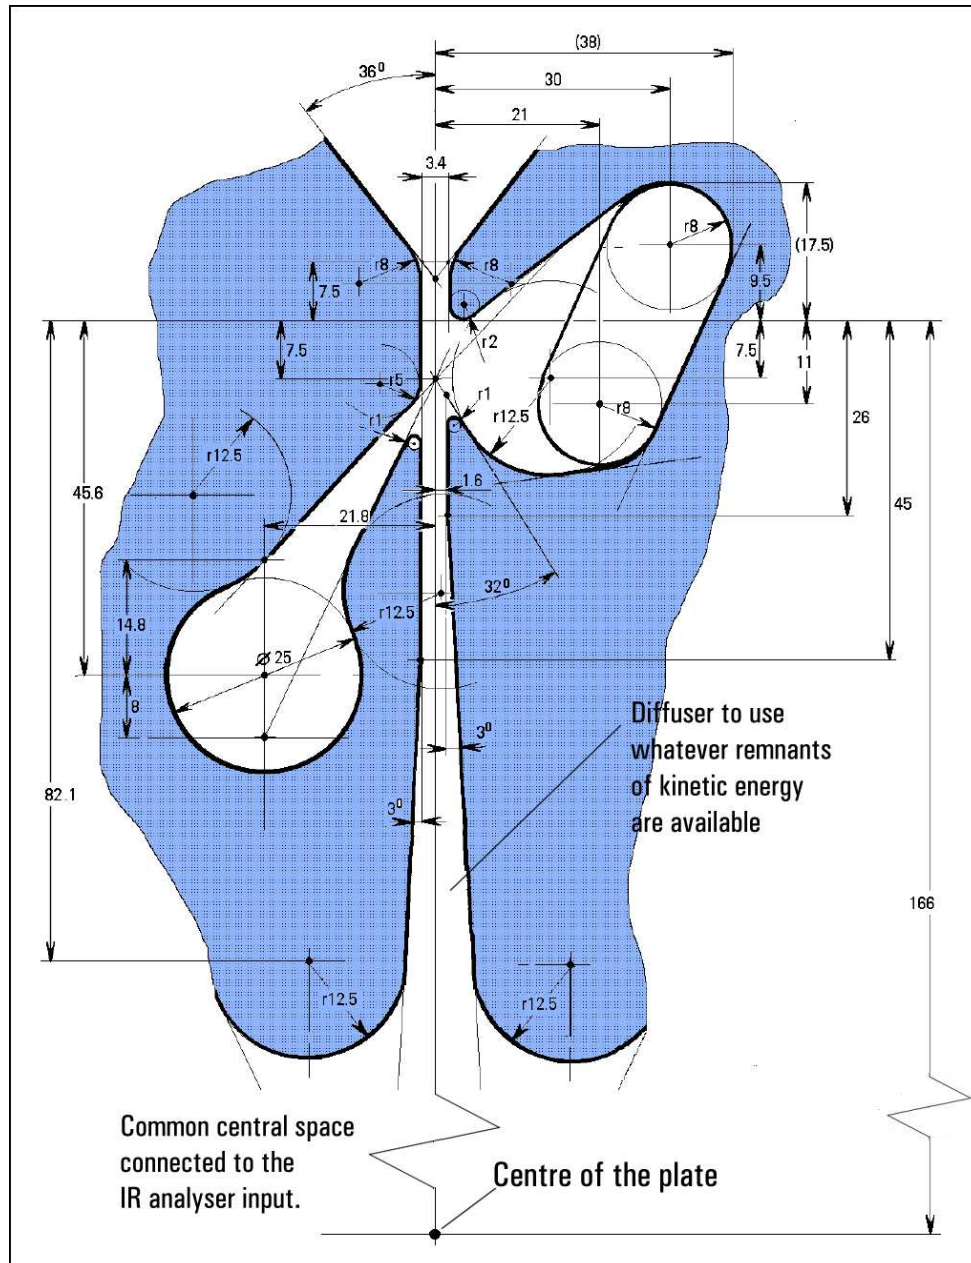 (38)
36⁰
30
21
3.4
r8
(17.5)
r8
r8
7.5
9.5
r2
7.5
7.5
11
r5
r1
r1
r8
r12.5
26
r12.5
1.6
45.6
21.8
45
32⁰
r12.5
14.8
Ø 25
8
Diffuser to use
3⁰
whatever remnants
of kinetic energy
82.1
3⁰
are available
166
r12.5
r12.5
Common central space
connected to the
IR analyser input.
Centre of the plate